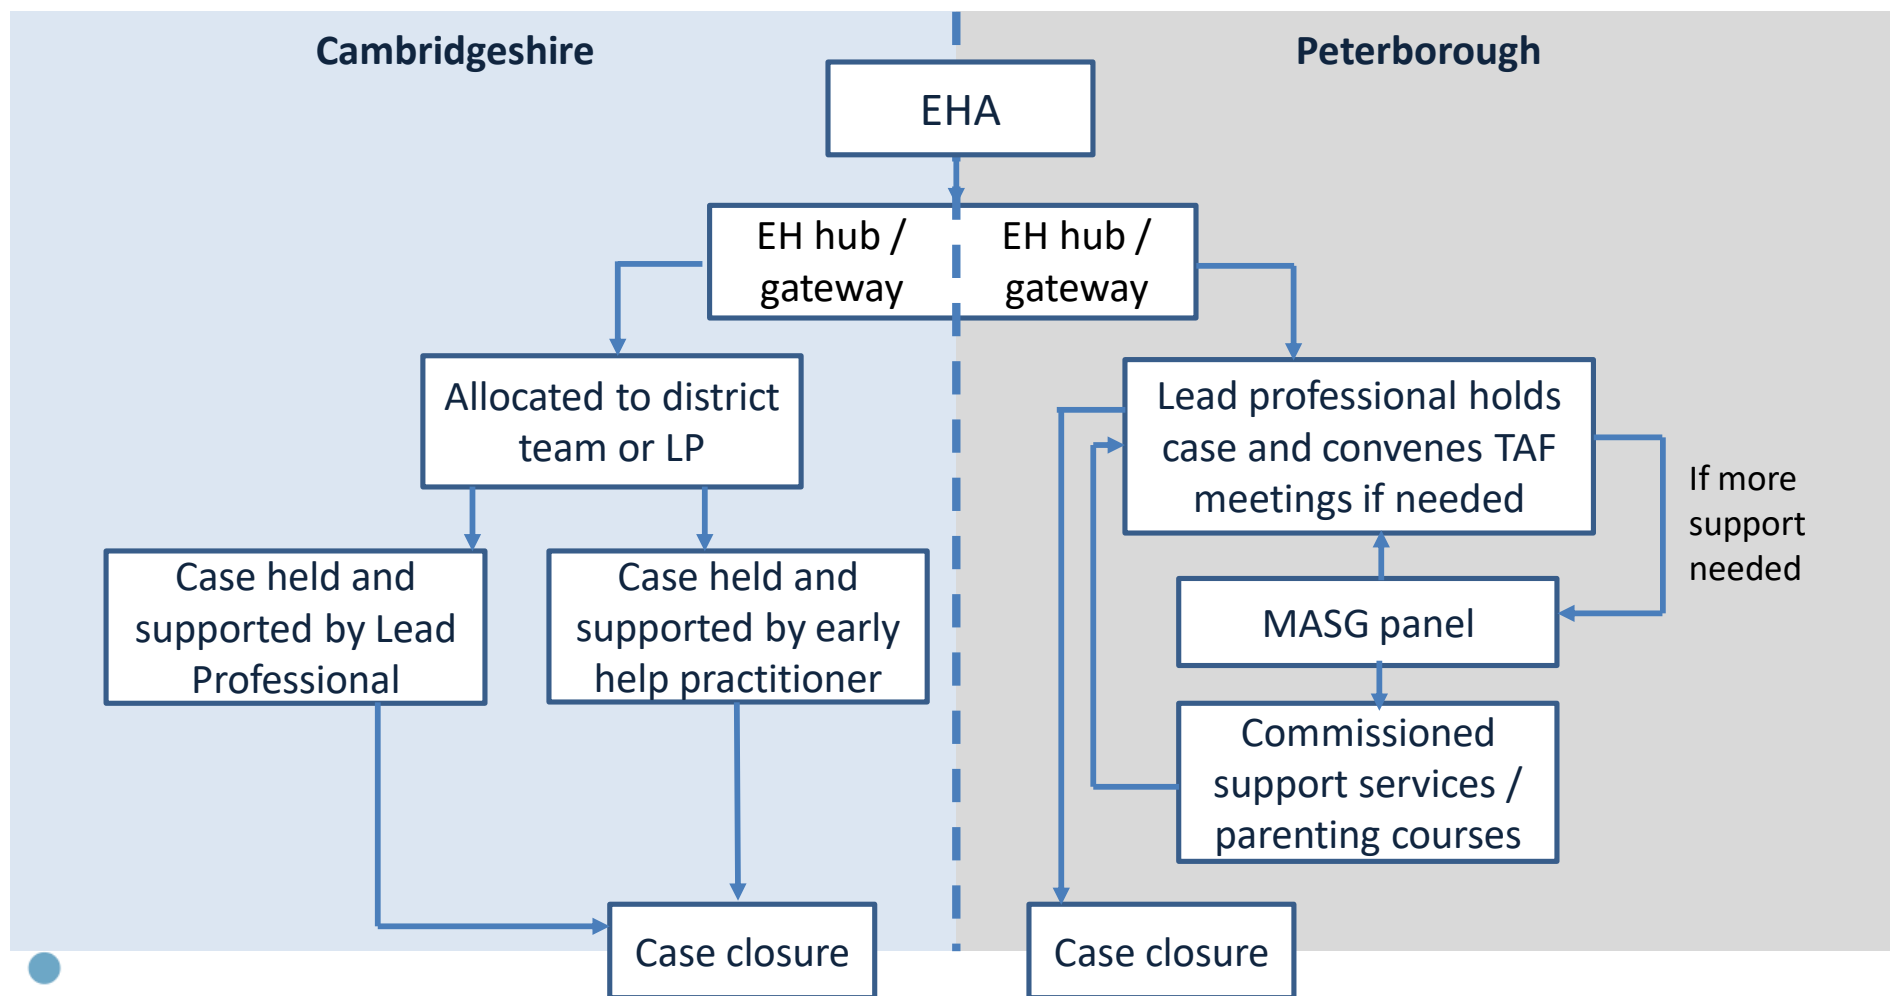 Cambridgeshire
Peterborough
EHA
EH hub /
gateway
EH hub /
gateway
Allocated to district
team or LP
Case held and
supported by Lead
Professional
Case held and
supported by early
help practitioner
Case closure
Lead professional holds
case and convenes TAF
meetings if needed
If more
support
needed
MASG panel
Commissioned
support services /
parenting courses
Case closure